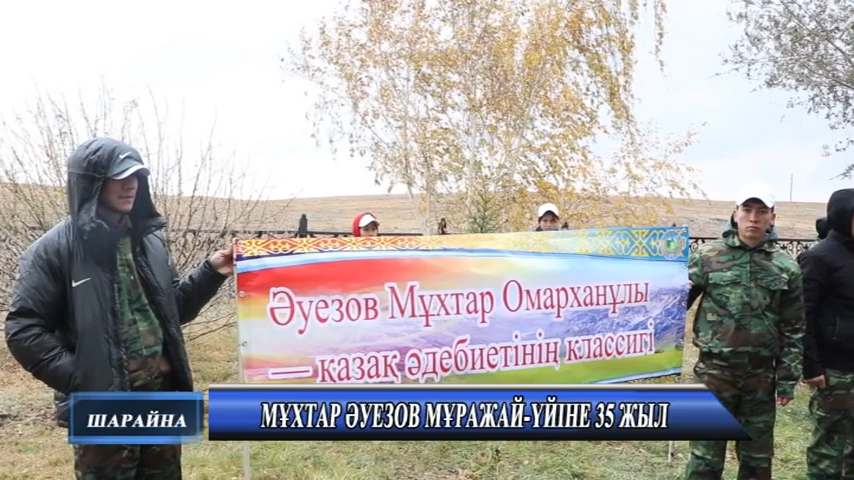 Әуезов Мұхтар Омарханұлы
— қазақ әдебиетінің классигі
ШАРАЙНА
МҰХТАР ӘУЕЗОВ МҰРАЖАЙ-ҮЙІНЕ 35 ЖЫЛ